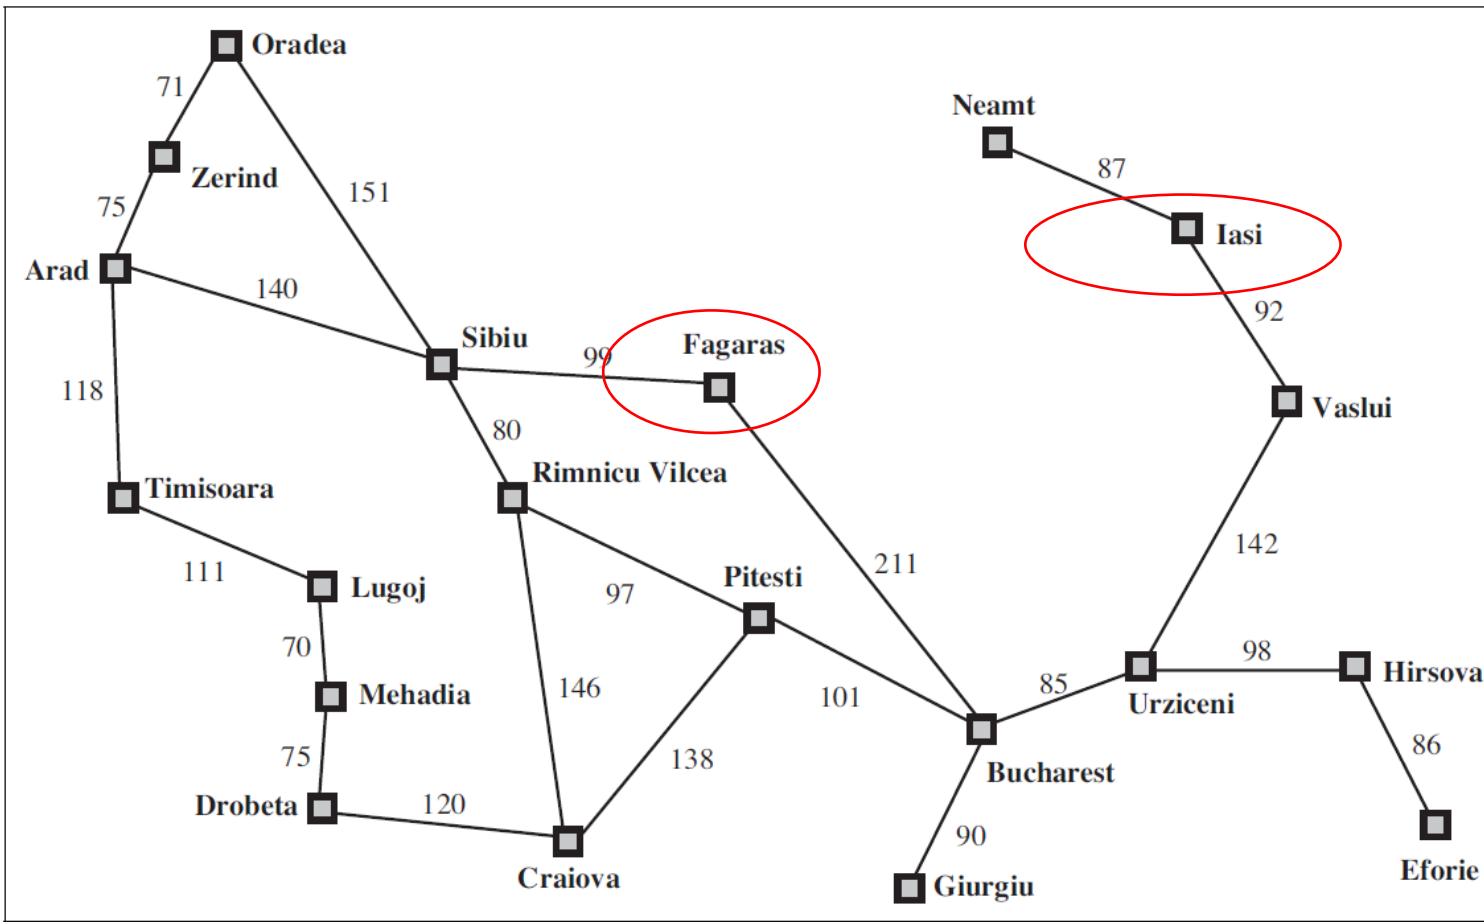 Oradea
71
Neamt
87
Zerind
151
75
Iasi
Arad
140
92
Sibiu
Fagaras
99
118
Vaslui
80
Rimnicu Vilcea
Timisoara
142
211
111
Pitesti
Lugoj
97
70
98
Hirsova
85
146
Mehadia
101
Urziceni
86
75
138
Bucharest
Drobeta
120
90
Craiova
Giurgiu
Eforie